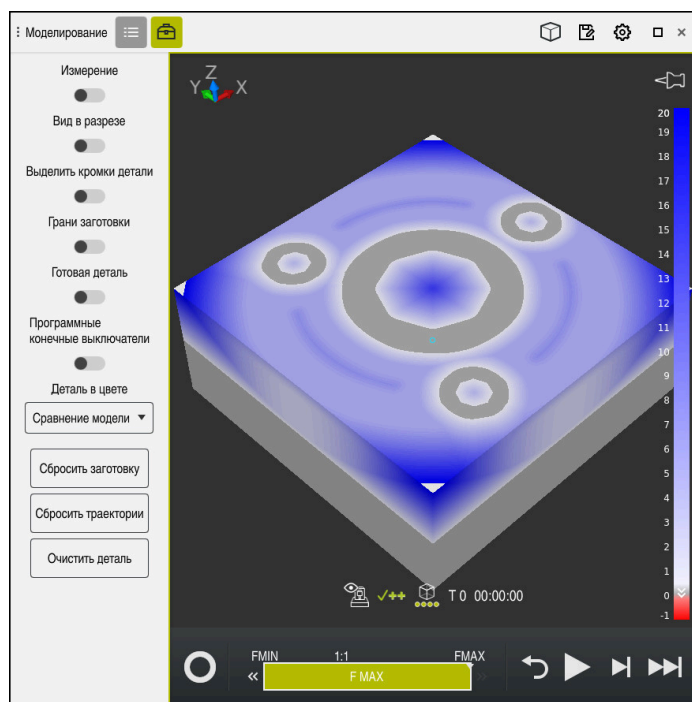 Моделирование
Измерение
Вид в разрезе
Выделить кромки детали
Грани заготовки
Готовая деталь
Программные
конечные выключатели
Деталь в цвете
Сравнение модели
Сбросить заготовку
Сбросить траектории
Очистить деталь
Z
Y X
20
19
18
17
16
15
14
13
12
11
10
9
8
7
6
5
4
3
2
1
0
-1
T 0 00:00:00
FMIN 1:1 FMAX
F MAX